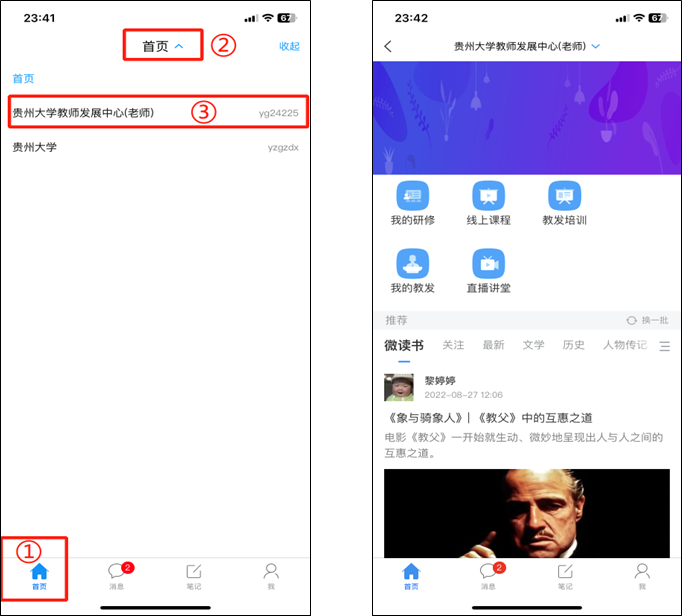 23:41
67
首页
②
收起
首页
贵州大学教师发展中心(老师)
③
yg24225
贵州大学
yzgzdx
①
2
首页
消息
笔记
我
23:42
67
贵州大学教师发展中心(老师)
我的研修
线上课程
教发培训
我的教发
直播讲堂
推荐
换一批
微读书 关注 最新 文学 历史 人物传记
黎婷婷
2022-08-27 12:06
《象与骑象人》|《教父》中的互惠之道
电影《教父》一开始就生动、微妙地呈现出人与人之间的
互惠之道。
2
首页
消息
笔记
我